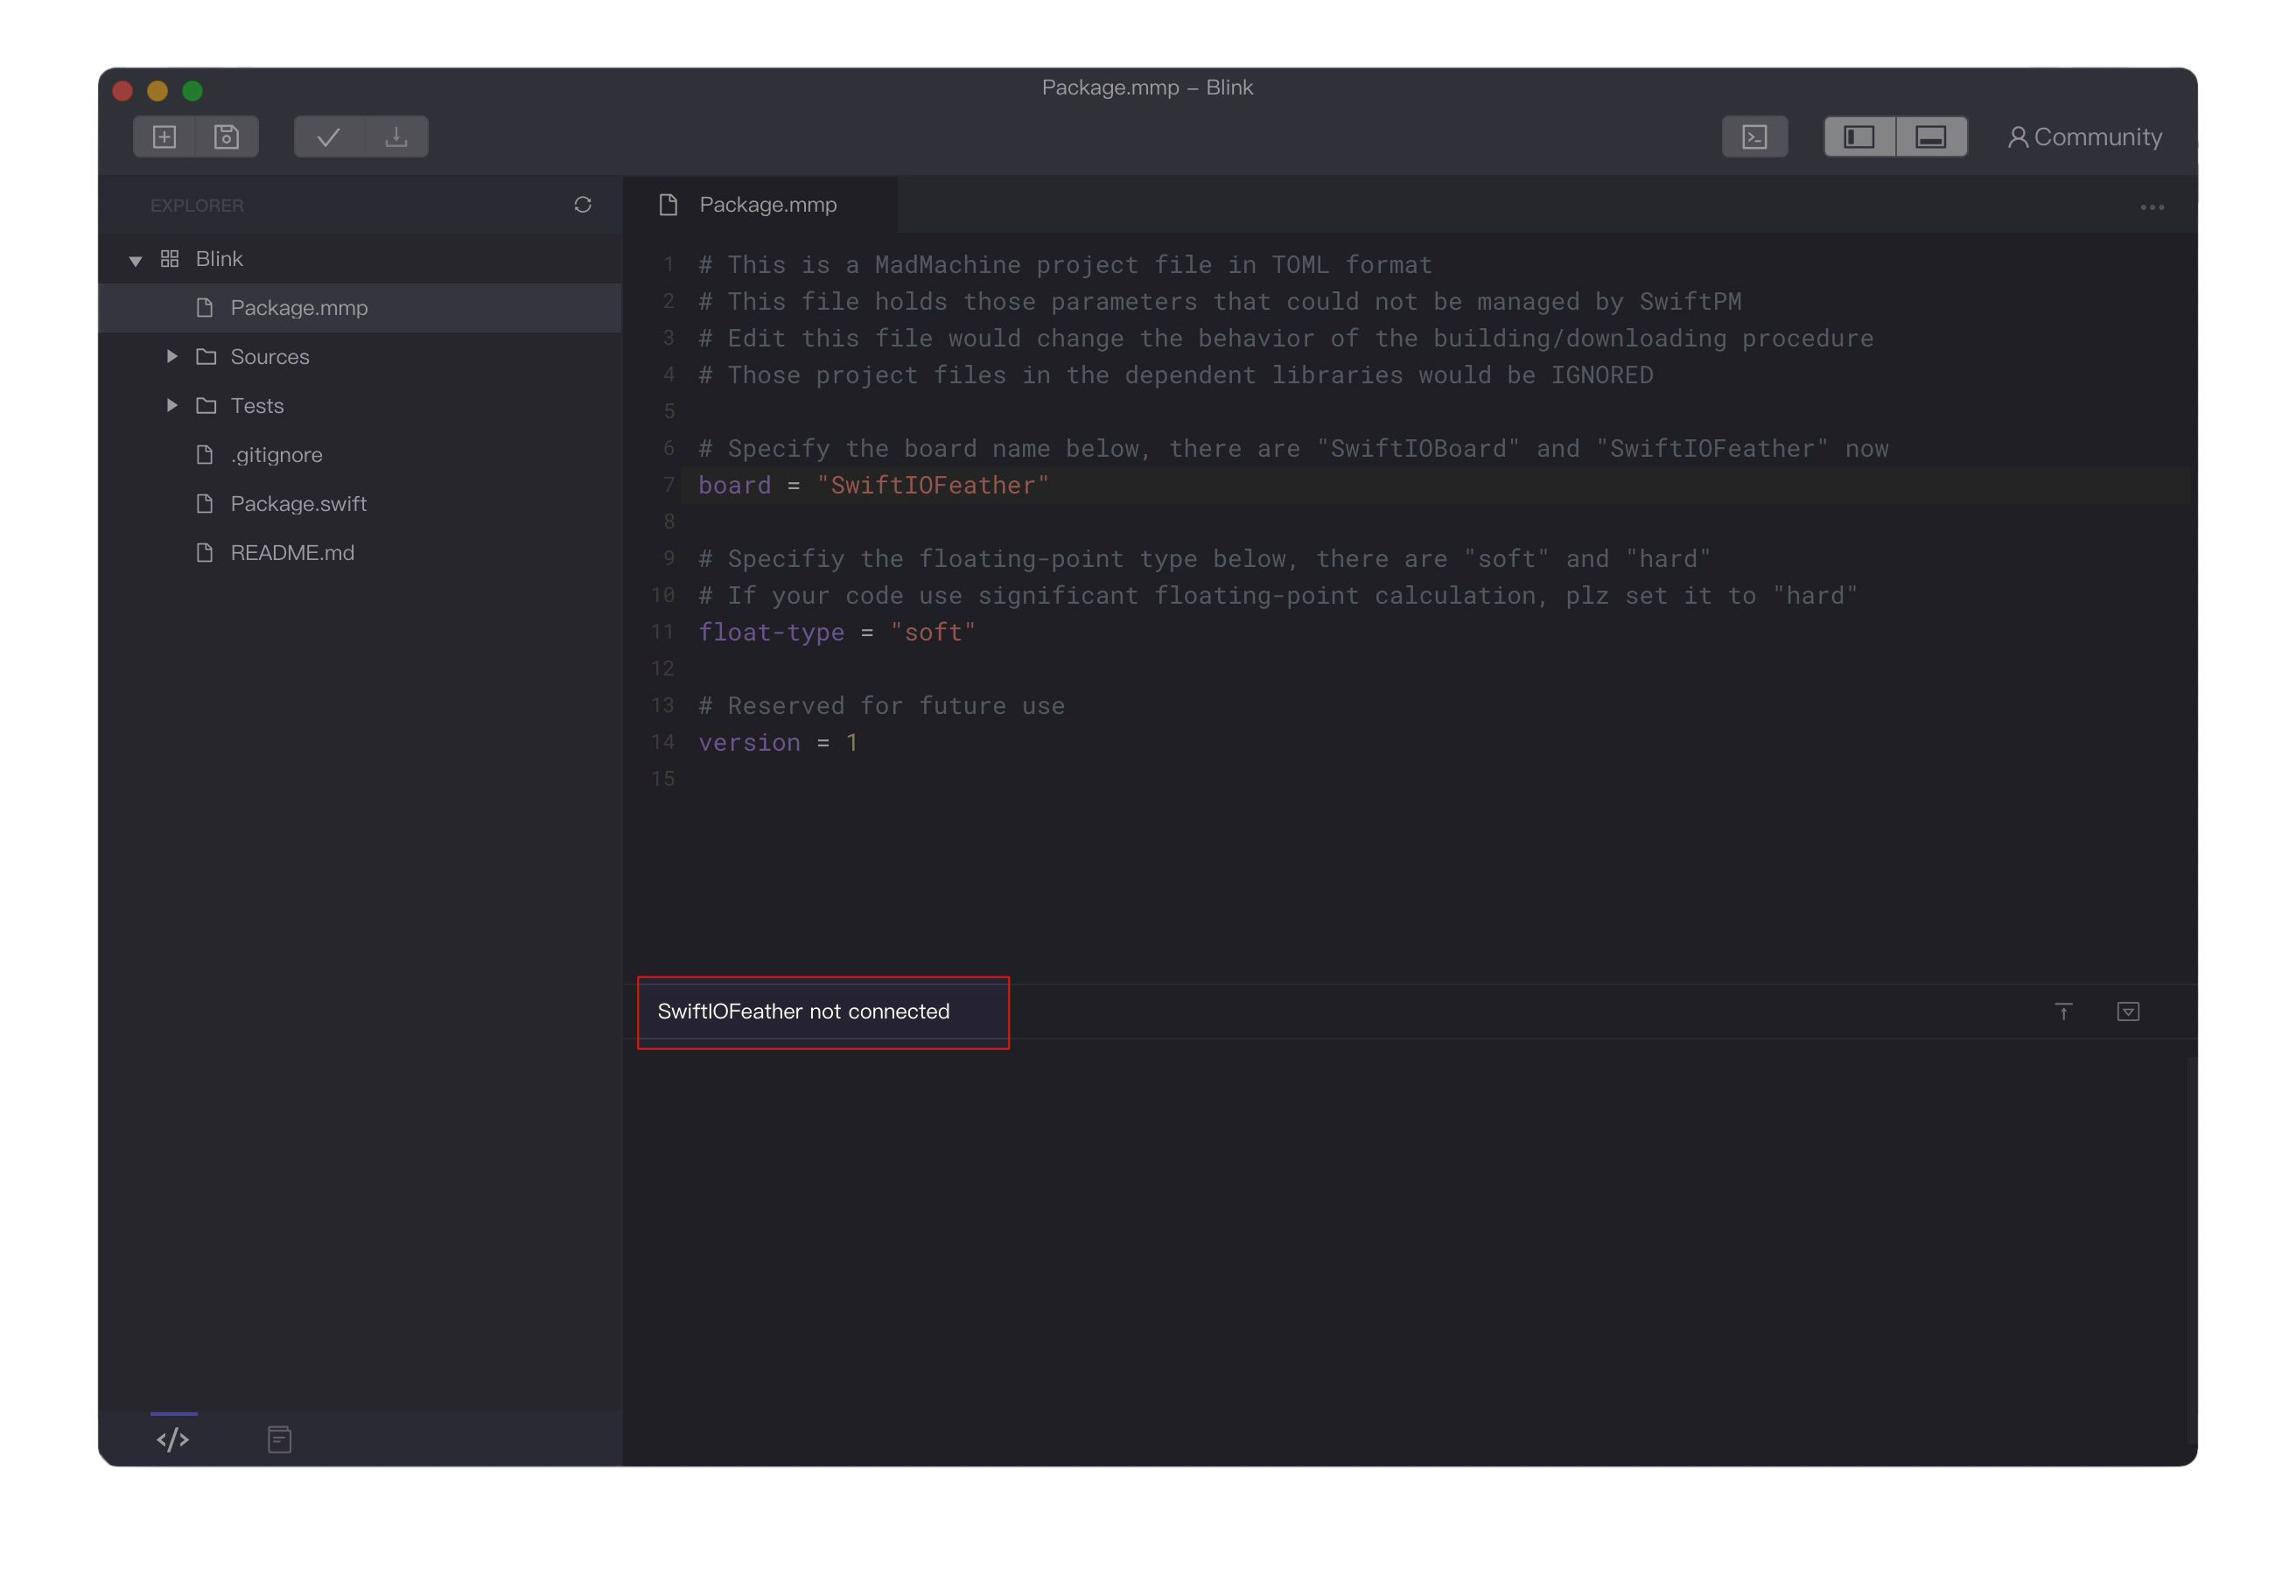 Package.mmp – Blink
Community
EXPLORER
Package.mmp
Blink
Package.mmp
Sources
Tests
.gitignore
Package.swift
README.md
1 # This is a MadMachine project file in TOML format
2 # This file holds those parameters that could not be managed by SwiftPM
3 # Edit this file would change the behavior of the building/downloading procedure
4 # Those project files in the dependent libraries would be IGNORED
5
6 # Specify the board name below, there are "SwiftIOBoard" and "SwiftIOFeather" now
7 board = "SwiftIOFeather"
8
9 # Specifiy the floating-point type below, there are "soft" and "hard"
10 # If your code use significant floating-point calculation, plz set it to "hard"
11 float-type = "soft"
12
13 # Reserved for future use
14 version = 1
15
SwiftIOFeather not connected